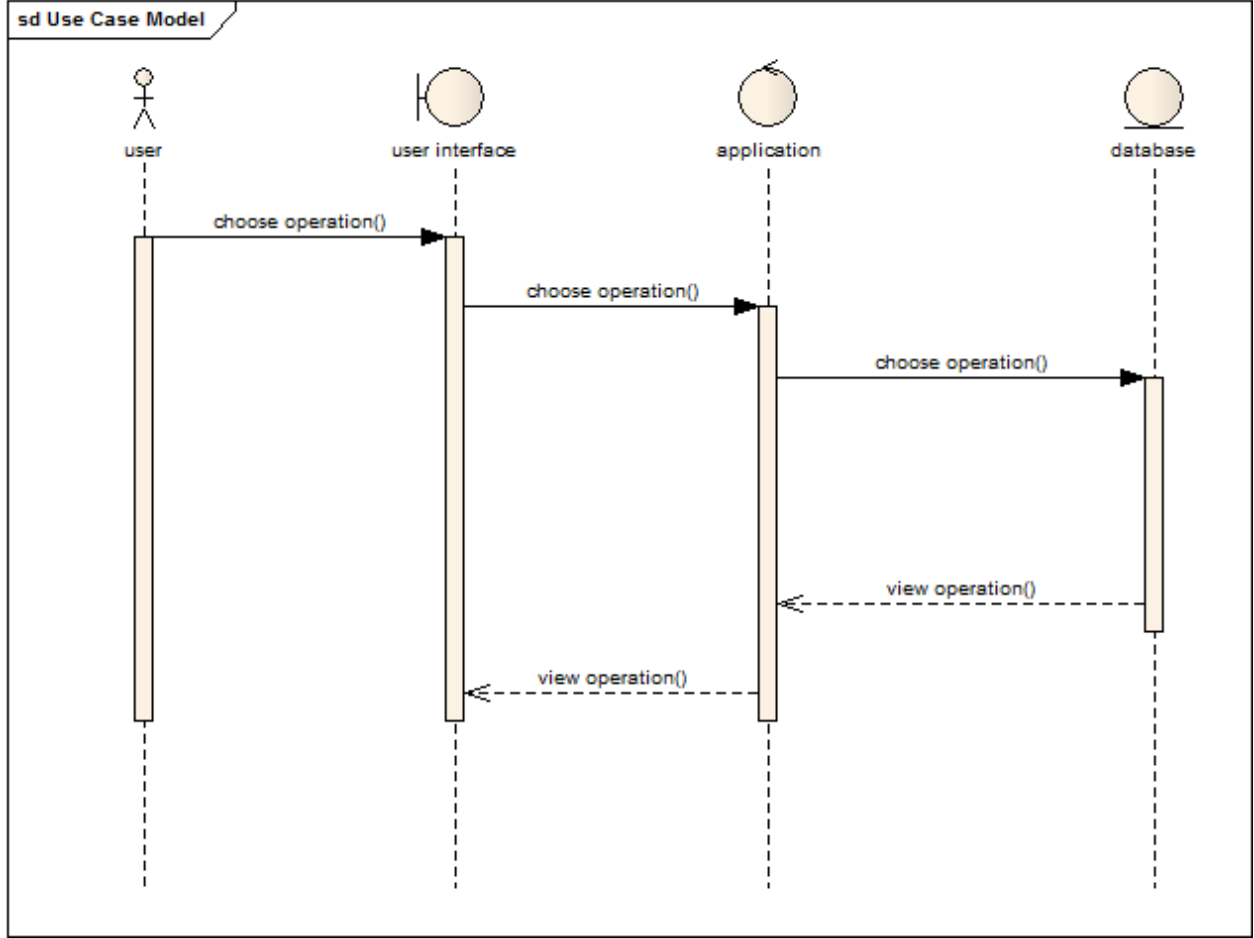 sd Use Case Model
user
user interface
application
database
choose operation()
choose operation()
choose operation()
view operation()
view operation()